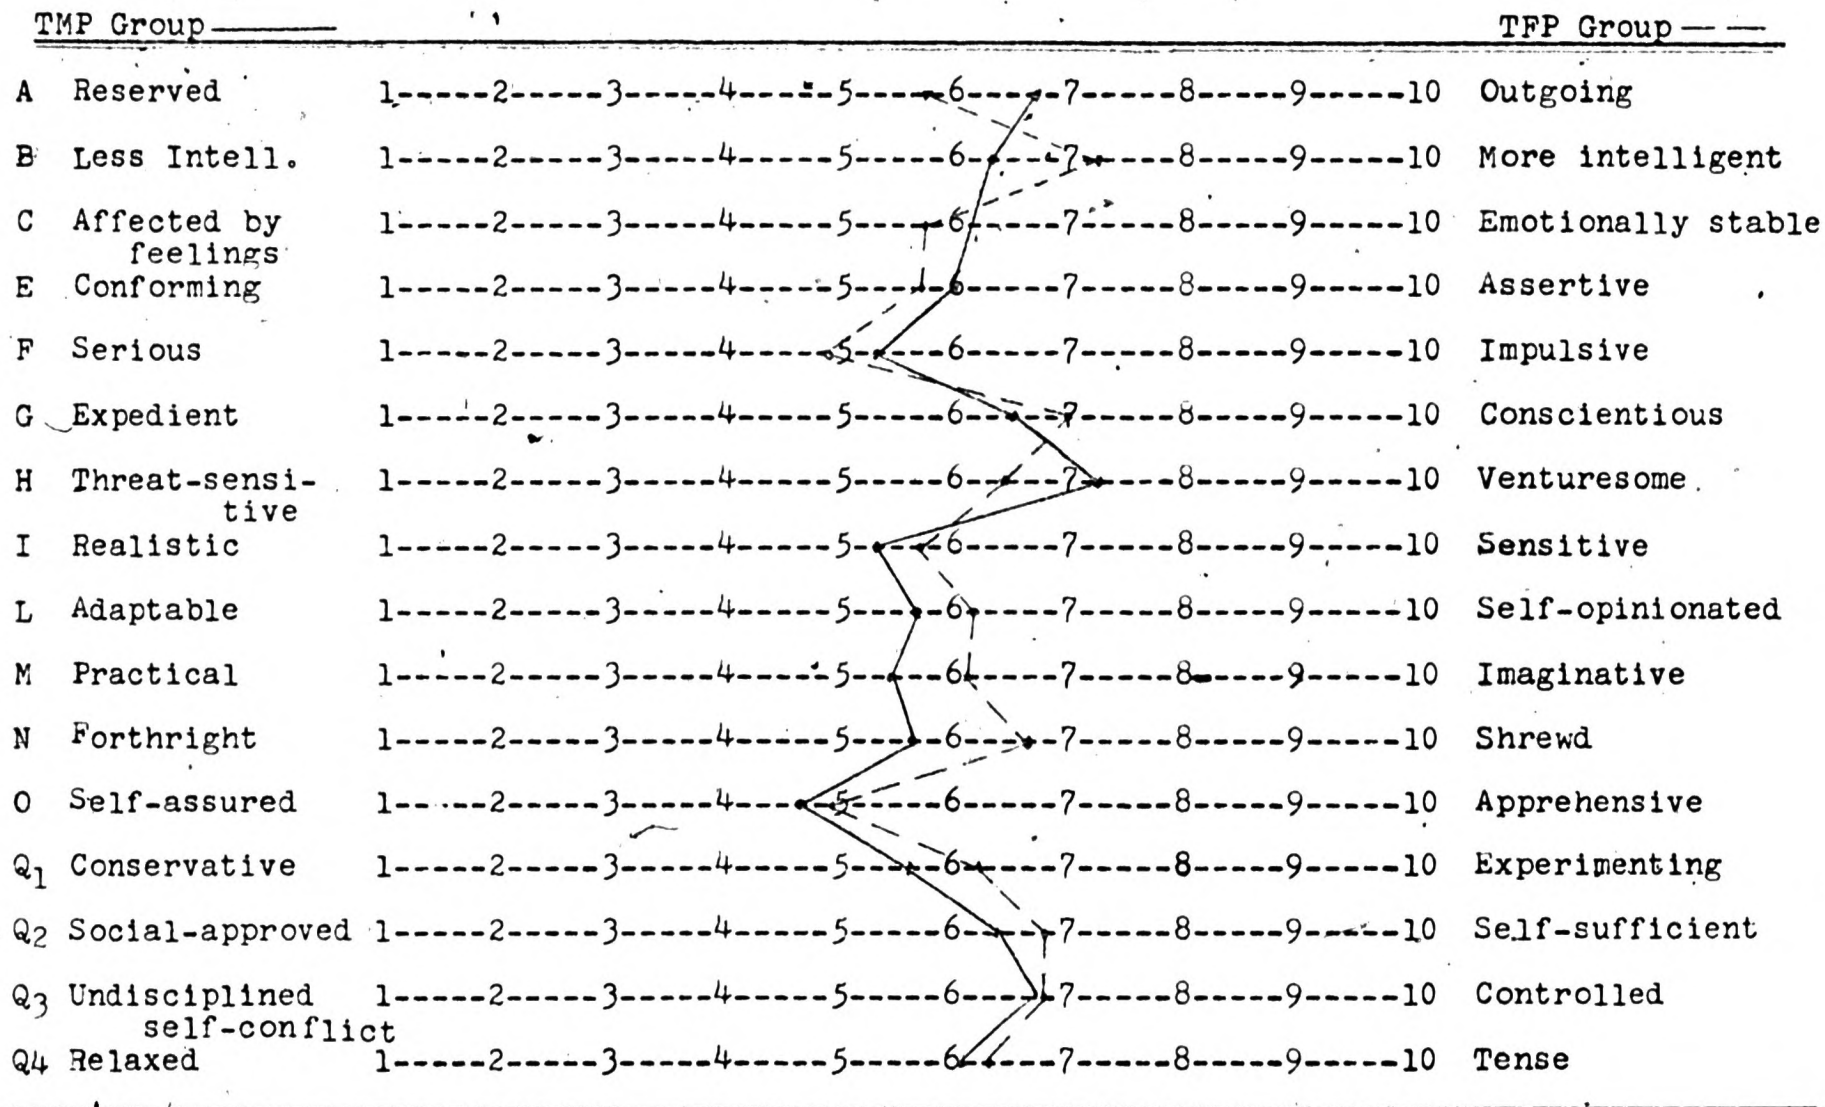 TMP Group——— TFP Group — —
A Reserved 1-----2-----3-----4-----5-----6-----7-----8-----9-----10 Outgoing
B Less Intell. 1-----2-----3-----4-----5-----6-----7-----8-----9-----10 More intelligent
C Affected by 1-----2-----3-----4-----5-----6-----7-----8-----9-----10 Emotionally stable
feelings
E Conforming 1-----2-----3-----4-----5-----6-----7-----8-----9-----10 Assertive
F Serious 1-----2-----3-----4-----5-----6-----7-----8-----9-----10 Impulsive
G Expedient 1-----2-----3-----4-----5-----6-----7-----8-----9-----10 Conscientious
H Threat-sensi- 1-----2-----3-----4-----5-----6-----7-----8-----9-----10 Venturesome
tive
I Realistic 1-----2-----3-----4-----5-----6-----7-----8-----9-----10 Sensitive
L Adaptable 1-----2-----3-----4-----5-----6-----7-----8-----9-----10 Self-opinionated
M Practical 1-----2-----3-----4-----5-----6-----7-----8-----9-----10 Imaginative
N Forthright 1-----2-----3-----4-----5-----6-----7-----8-----9-----10 Shrewd
O Self-assured 1-----2-----3-----4-----5-----6-----7-----8-----9-----10 Apprehensive
Q1 Conservative 1-----2-----3-----4-----5-----6-----7-----8-----9-----10 Experimenting
Q2 Social-approved 1-----2-----3-----4-----5-----6-----7-----8-----9-----10 Self-sufficient
Q3 Undisciplined 1-----2-----3-----4-----5-----6-----7-----8-----9-----10 Controlled
self-conflict
Q4 Relaxed 1-----2-----3-----4-----5-----6-----7-----8-----9-----10 Tense